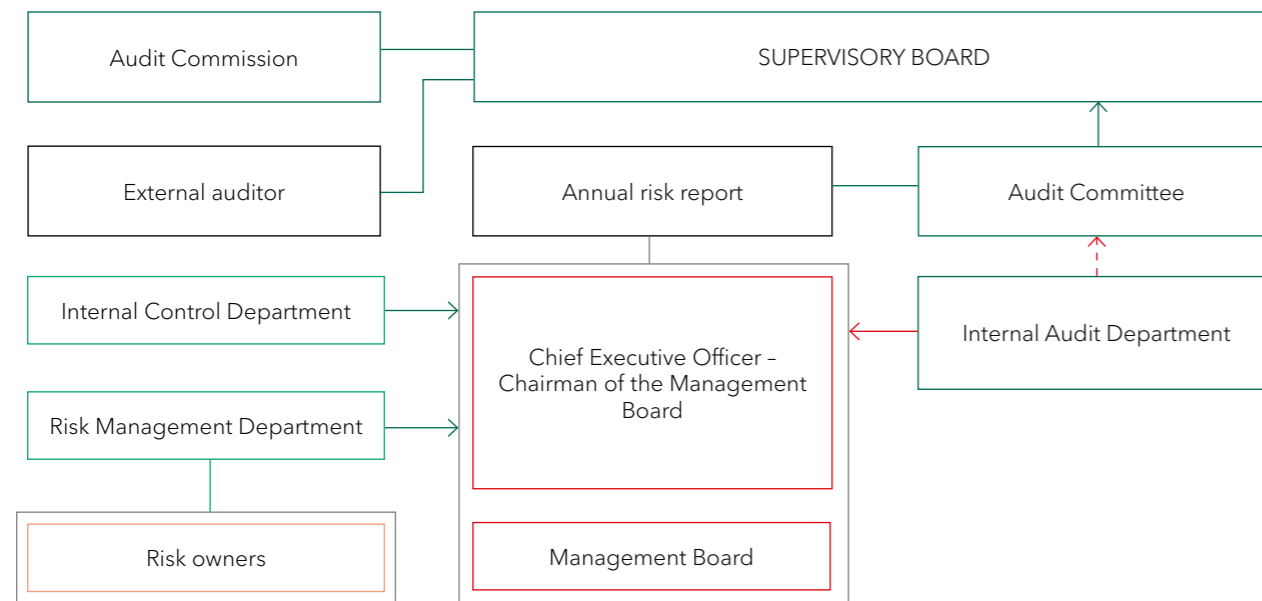 Audit Commission
SUPERVISORY BOARD
External auditor
Annual risk report
Audit Committee
Internal Control Department
Chief Executive Officer –
Chairman of the Management
Board
Internal Audit Department
Risk Management Department
Risk owners
Management Board